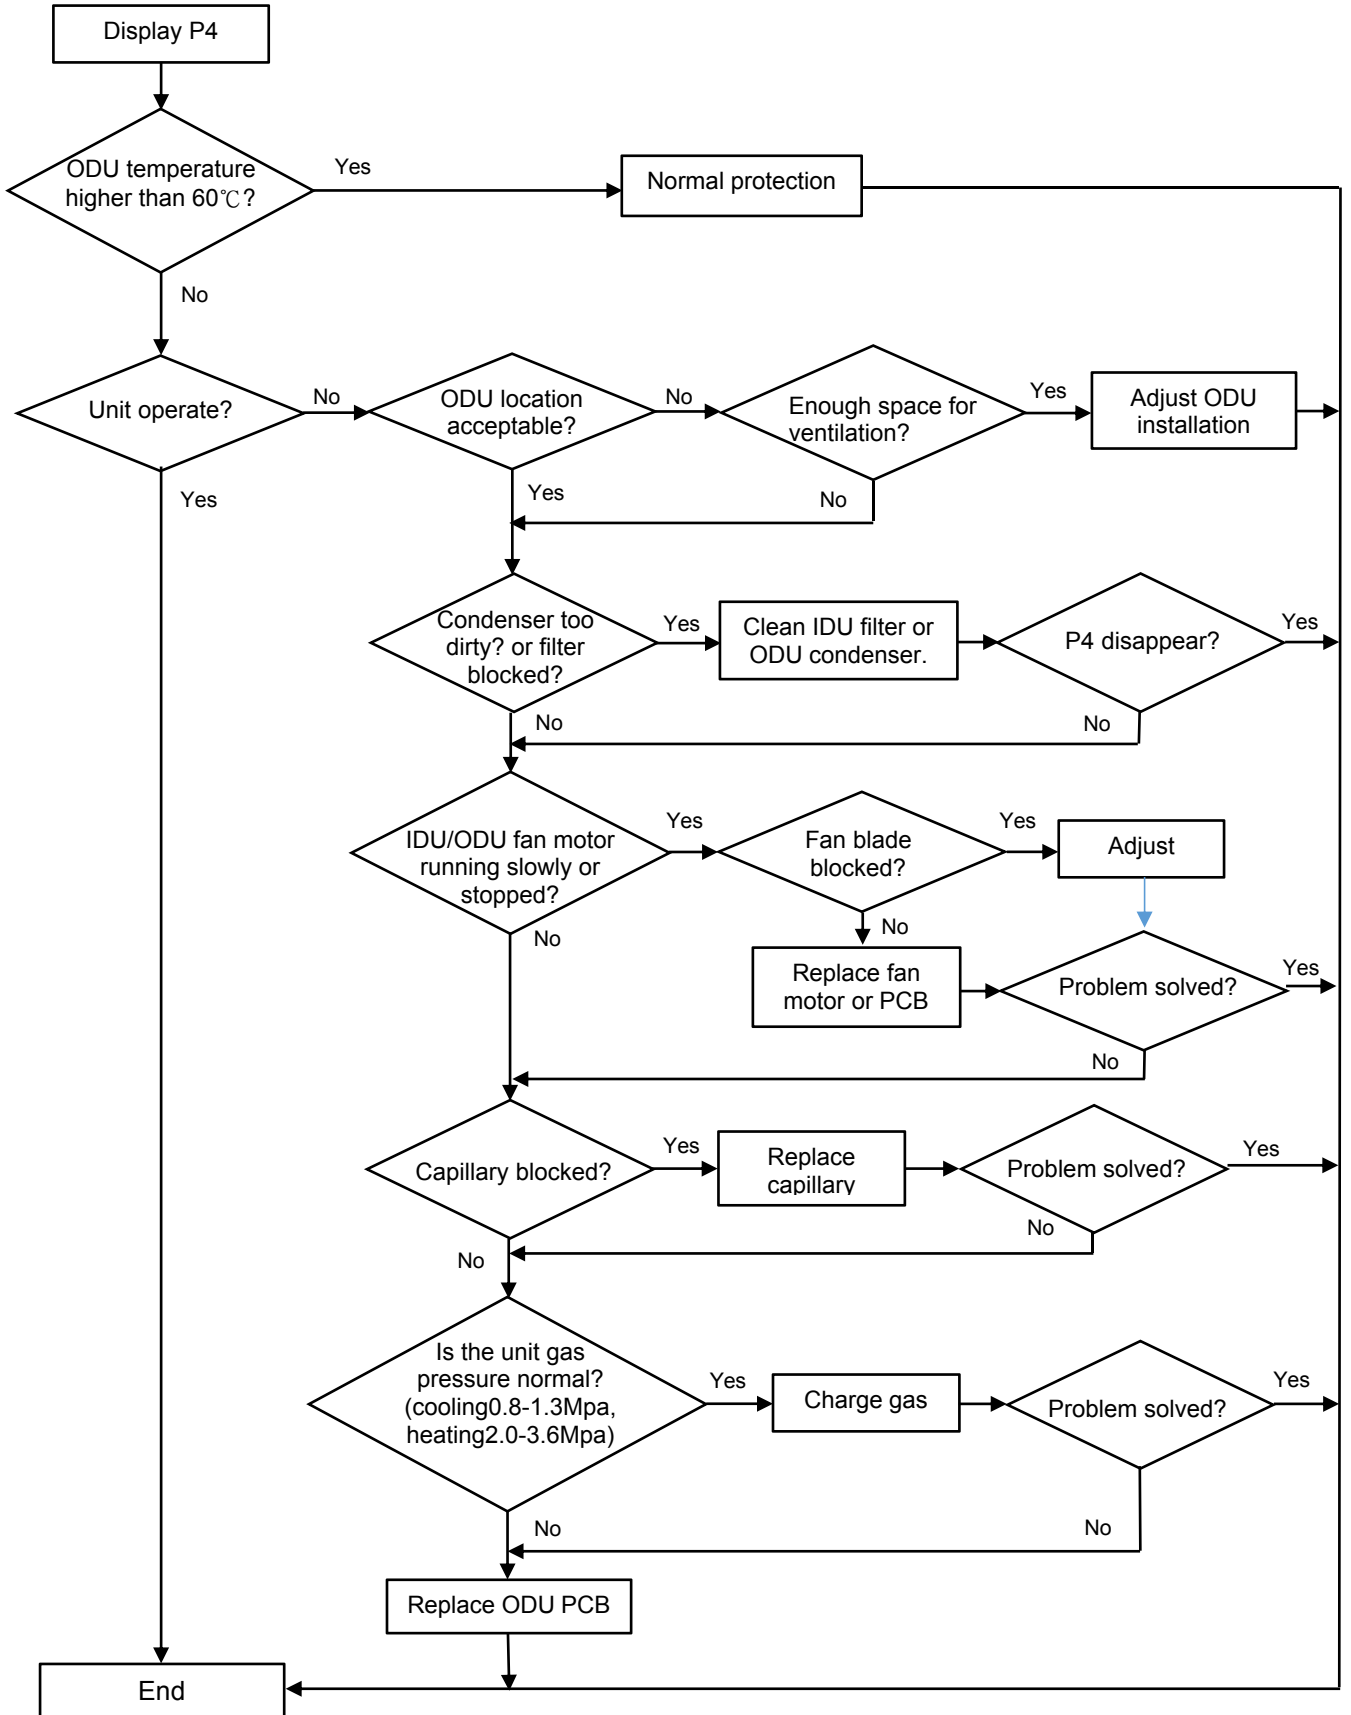 Display P4
ODU temperature
higher than 60℃?
Yes
Normal protection
No
Unit operate?
No
ODU location
acceptable?
No
Enough space for
ventilation?
Yes
Adjust ODU
installation
Yes
Yes
No
Condenser too
dirty? or filter
blocked?
Yes
Clean IDU filter or
ODU condenser.
P4 disappear?
Yes
No
No
IDU/ODU fan motor
running slowly or
stopped?
Yes
Fan blade
blocked?
Yes
Adjust
No
No
Replace fan
motor or PCB
Problem solved?
Yes
No
Capillary blocked?
Yes
Replace
capillary
Problem solved?
Yes
No
No
Is the unit gas
pressure normal?
(cooling0.8-1.3Mpa,
heating2.0-3.6Mpa)
Yes
Charge gas
Problem solved?
Yes
No
No
Replace ODU PCB
End